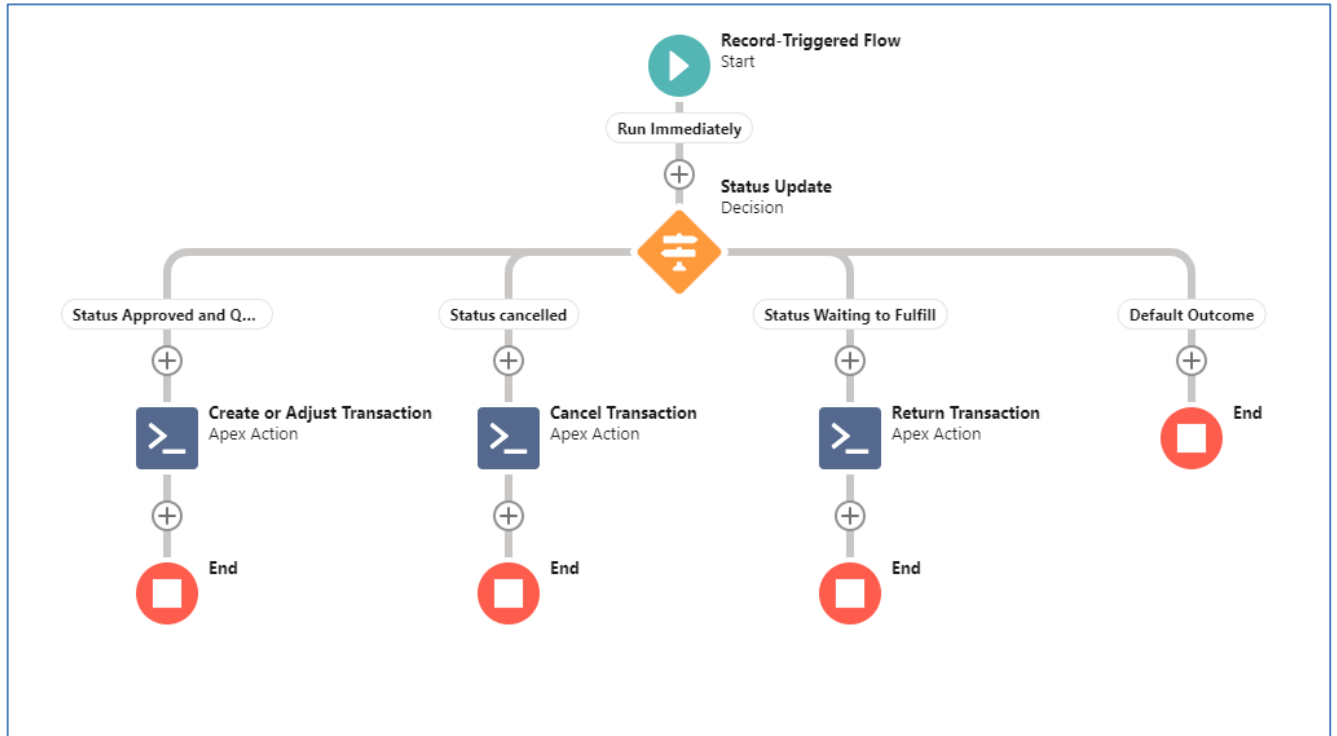 Record-Triggered Flow
Start
Run Immediately
Status Update
Decision
Status Approved and Q...
Status cancelled
Status Waiting to Fulfill
Default Outcome
Create or Adjust Transaction
Apex Action
Cancel Transaction
Apex Action
Return Transaction
Apex Action
End
End
End
End